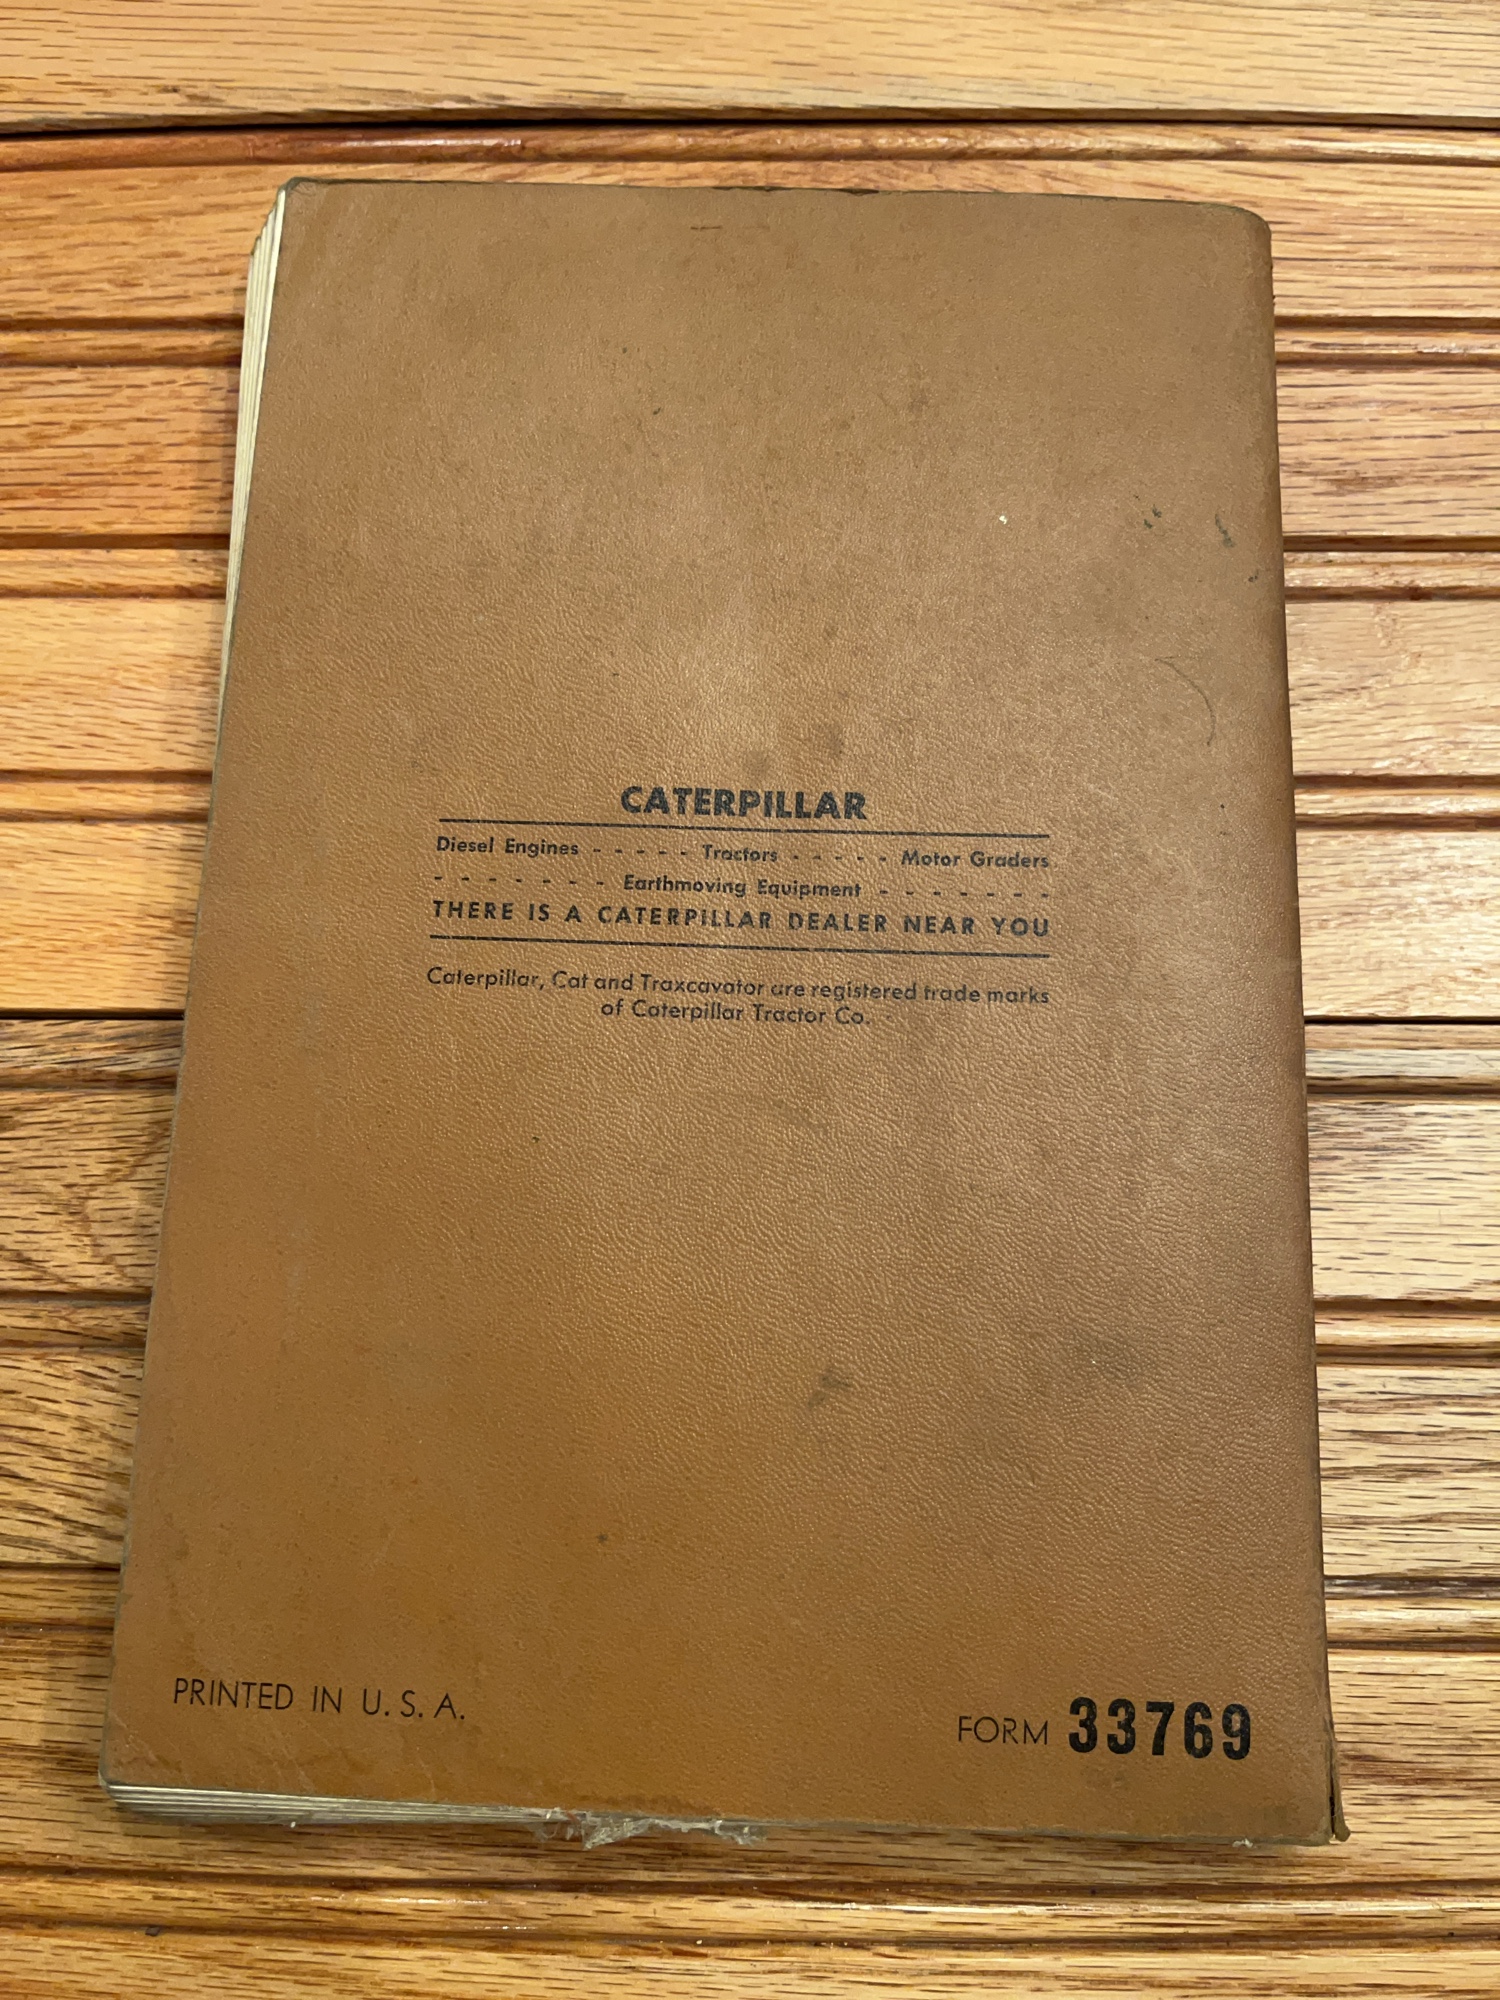 CATERPILLAR
Diesel Engines - - - - - Tractors - - - - - Motor Graders
- - - - - - - Earthmoving Equipment - - - - - - -
THERE IS A CATERPILLAR DEALER NEAR YOU
Caterpillar, Cat and Traxcavator are registered trade marks
of Caterpillar Tractor Co.
PRINTED IN U. S. A.
FORM 33769